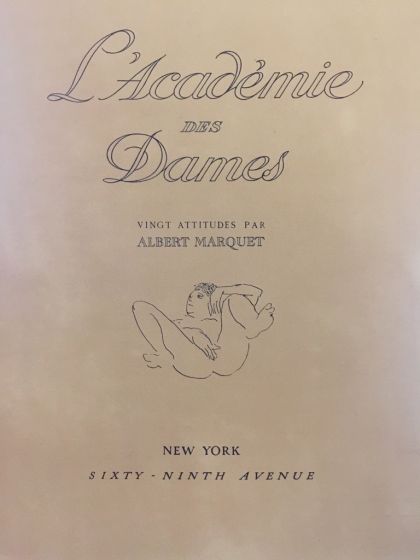 L'Académie
DES
Dames
VINGT ATTITUDES PAR
ALBERT MARQUET
NEW YORK
SIXTY-NINTH AVENUE